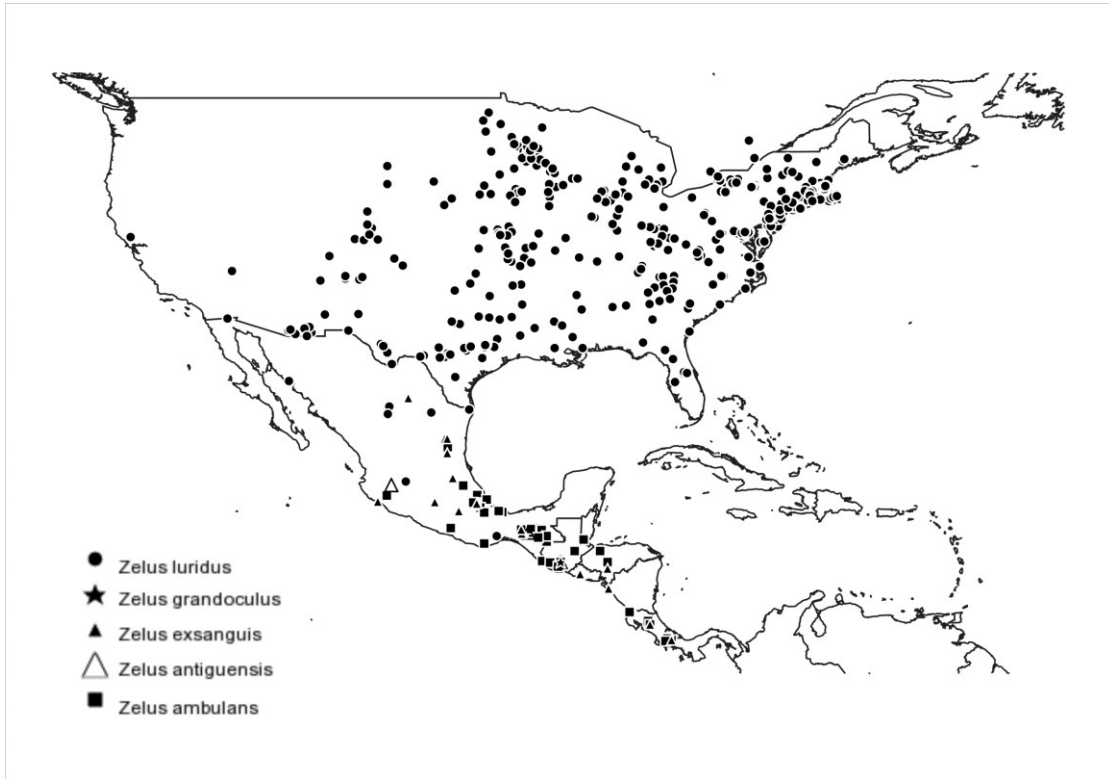 Zelus luridus
Zelus grandoculus
Zelus exsanguis
Zelus antiguensis
Zelus ambulans